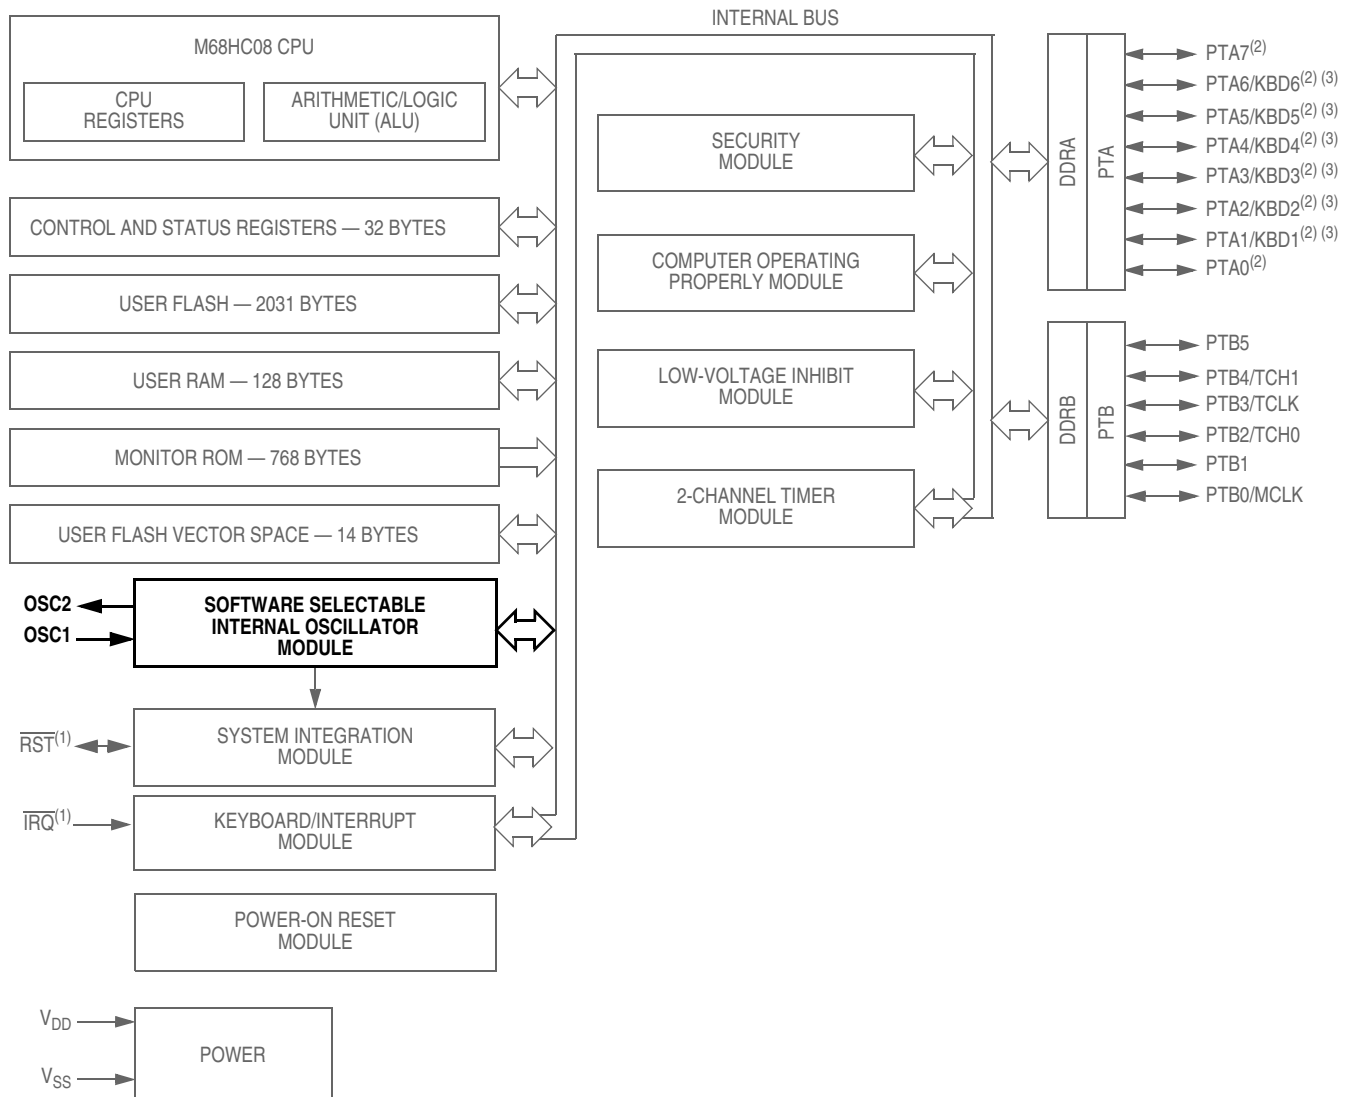 INTERNAL BUS
M68HC08 CPU
CPU
REGISTERS
ARITHMETIC/LOGIC
UNIT (ALU)
CONTROL AND STATUS REGISTERS — 32 BYTES
USER FLASH — 2031 BYTES
USER RAM — 128 BYTES
MONITOR ROM — 768 BYTES
USER FLASH VECTOR SPACE — 14 BYTES
OSC2
OSC1
SOFTWARE SELECTABLE
INTERNAL OSCILLATOR
MODULE
RST(1)
SYSTEM INTEGRATION
MODULE
IRQ(1)
KEYBOARD/INTERRUPT
MODULE
POWER-ON RESET
MODULE
VDD
VSS
POWER
SECURITY
MODULE
COMPUTER OPERATING
PROPERLY MODULE
LOW-VOLTAGE INHIBIT
MODULE
2-CHANNEL TIMER
MODULE
DDRA
PTA
PTA7(2)
PTA6/KBD6(2) (3)
PTA5/KBD5(2) (3)
PTA4/KBD4(2) (3)
PTA3/KBD3(2) (3)
PTA2/KBD2(2) (3)
PTA1/KBD1(2) (3)
PTA0(2)
DDRB
PTB
PTB5
PTB4/TCH1
PTB3/TCLK
PTB2/TCH0
PTB1
PTB0/MCLK